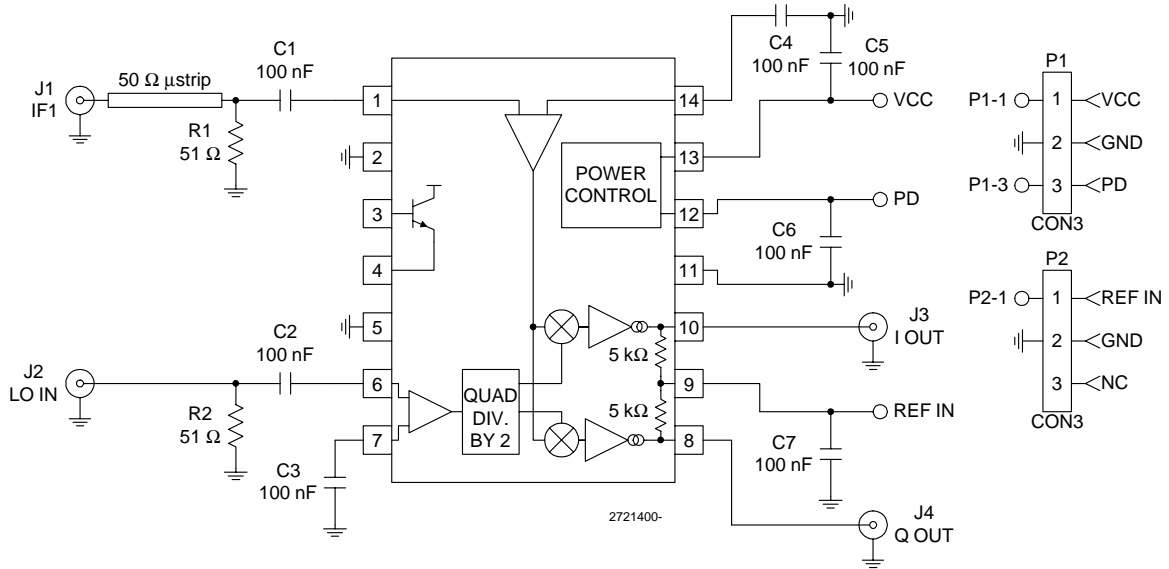 J1
IF1
50 Ω μstrip
R1
51 Ω
C1
100 nF
1
2
3
4
5
6
7
14
13
12
11
10
9
8
POWER
CONTROL
C4
100 nF
C5
100 nF
VCC
PD
C6
100 nF
J3
I OUT
5 kΩ
5 kΩ
REF IN
C7
100 nF
J4
Q OUT
J2
LO IN
R2
51 Ω
C2
100 nF
C3
100 nF
QUAD
DIV.
BY 2
2721400-
P1
P1-1
1
VCC
2
GND
P1-3
3
PD
CON3
P2
P2-1
1
REF IN
2
GND
3
NC
CON3